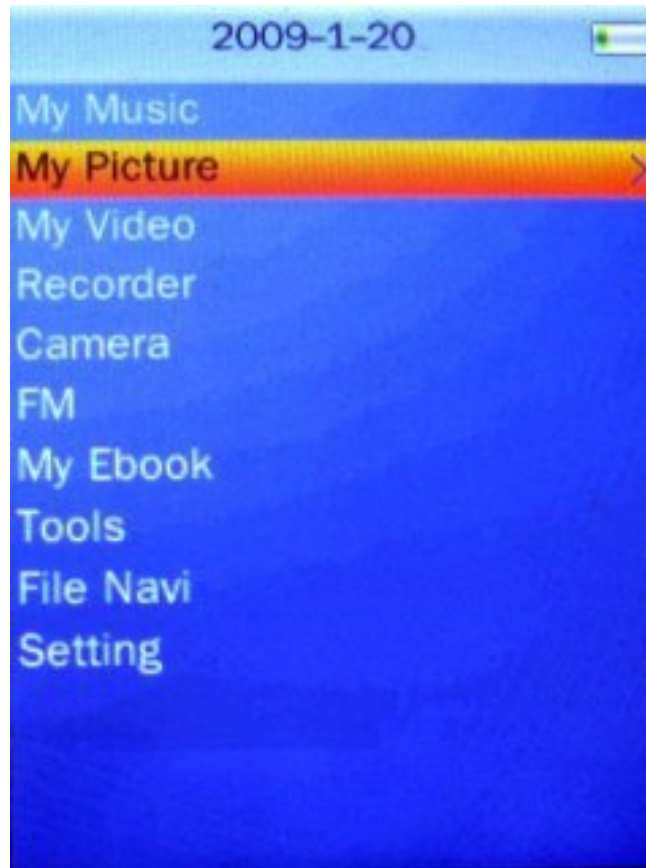 2009-1-20
My Music
My Picture
My Video
Recorder
Camera
FM
My Ebook
Tools
File Navi
Setting